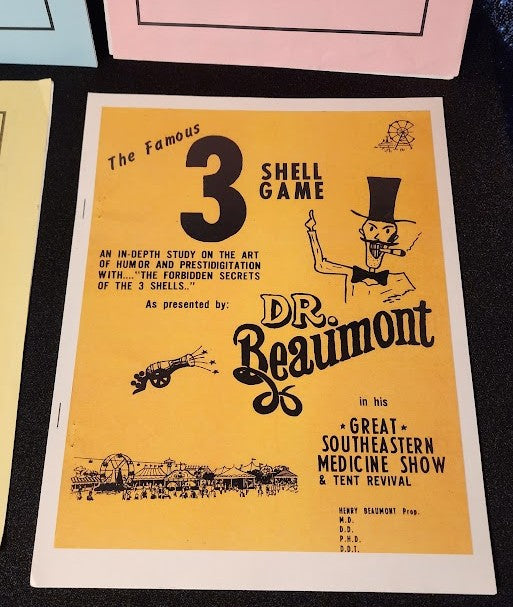 The Famous
3
SHELL
GAME
AN IN-DEPTH STUDY ON THE ART
OF HUMOR AND PRESTIDIGITATION
WITH...."THE FORBIDDEN SECRETS
OF THE 3 SHELLS.."
As presented by:
DR.
Beaumont
in his
★ GREAT ★
SOUTHEASTERN
MEDICINE SHOW
& TENT REVIVAL
HENRY BEAUMONT Prop.
M.D.
D.D.
P.H.D.
D.D.T.